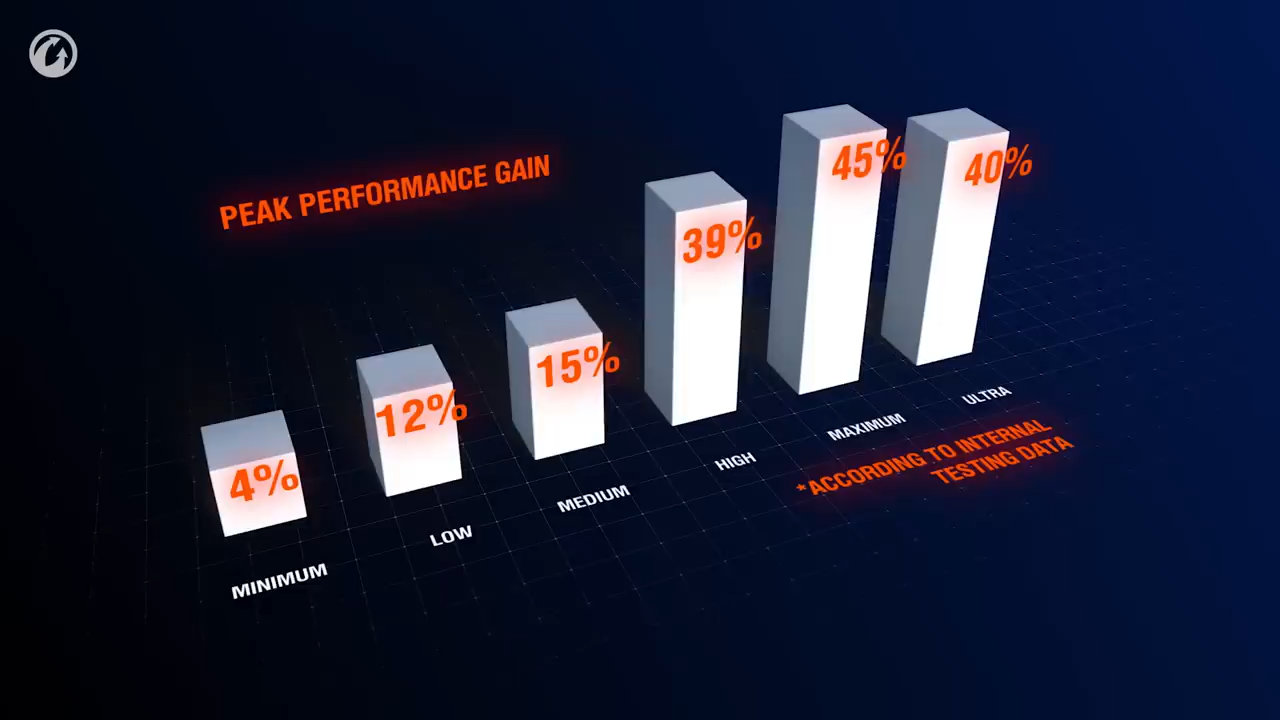 PEAK PERFORMANCE GAIN
4%
12%
15%
39%
45%
40%
MINIMUM
LOW
MEDIUM
HIGH
MAXIMUM
ULTRA
*ACCORDING TO INTERNAL
TESTING DATA